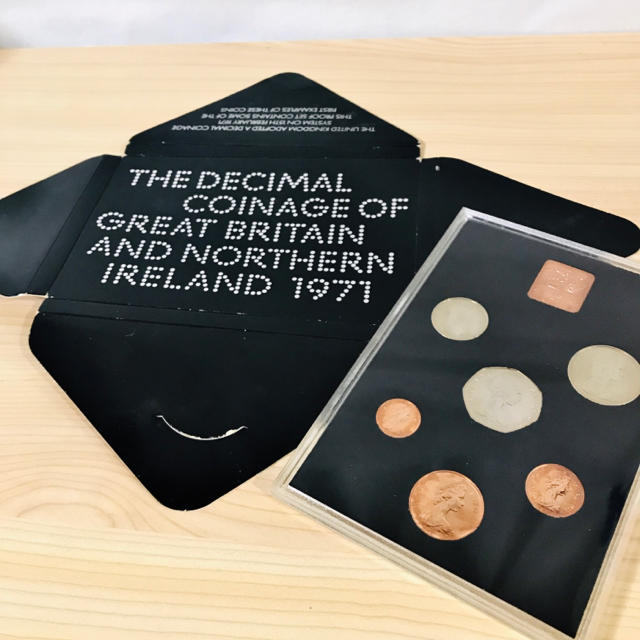 THE UNITED KINGDOM ADOPTED A DECIMAL COINAGE
SYSTEM ON 15TH FEBRUARY 1971
THIS PROOF SET CONTAINS SOME OF THE
FIRST EXAMPLES OF THESE COINS
THE DECIMAL
COINAGE OF
GREAT BRITAIN
AND NORTHERN
IRELAND 1971